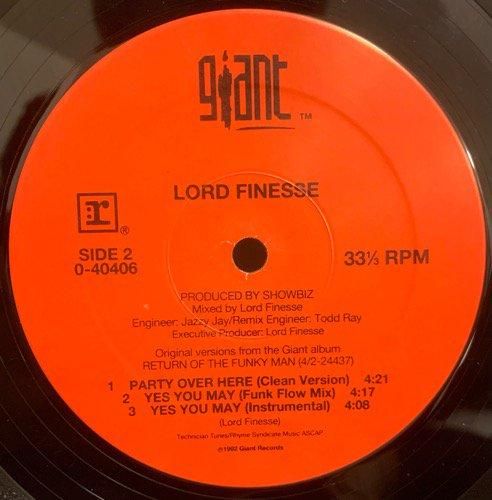 giant
TM
LORD FINESSE
r
®
SIDE 2
0-40406
33⅓ RPM
PRODUCED BY SHOWBIZ
Mixed by Lord Finesse
Engineer: Jazzy Jay/Remix Engineer: Todd Ray
Executive Producer: Lord Finesse
Original versions from the Giant album
RETURN OF THE FUNKY MAN (4/2-24437)
1 PARTY OVER HERE (Clean Version) 4:21
2 YES YOU MAY (Funk Flow Mix) 4:17
3 YES YOU MAY (Instrumental) 4:08
(Lord Finesse)
Technician Tunes/Rhyme Syndicate Music ASCAP
℗1992 Giant Records